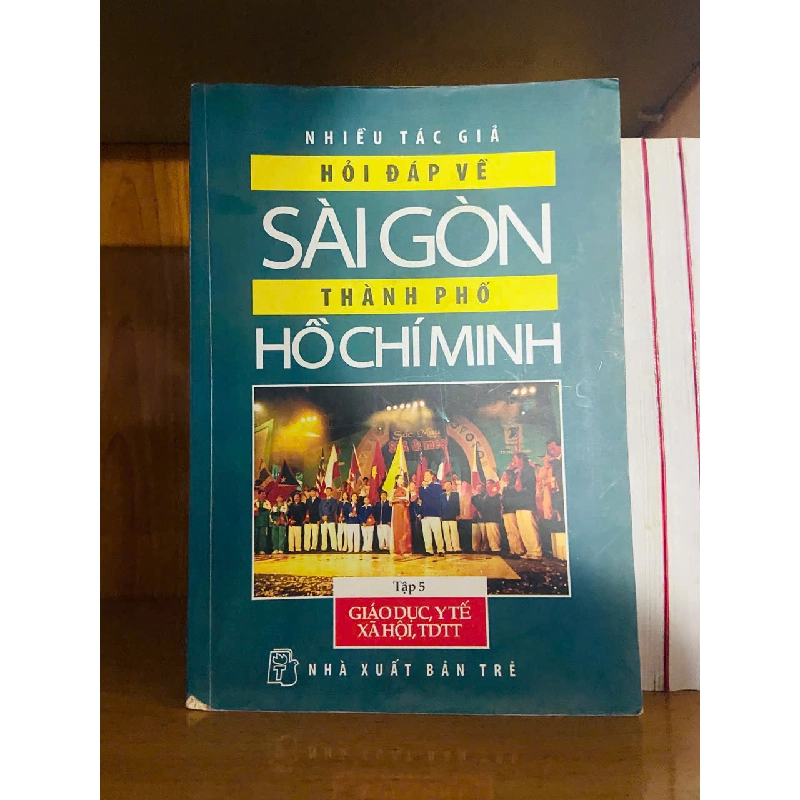 NHIỀU TÁC GIẢ
HỎI ĐÁP VỀ
SÀI GÒN
THÀNH PHỐ
HỒ CHÍ MINH
Tập 5
GIÁO DỤC, Y TẾ
XÃ HỘI, TDTT
NHÀ XUẤT BẢN TRẺ